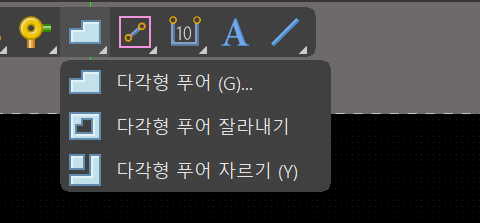 10
A
다각형 푸어 (G)...
다각형 푸어 잘라내기
다각형 푸어 자르기 (Y)